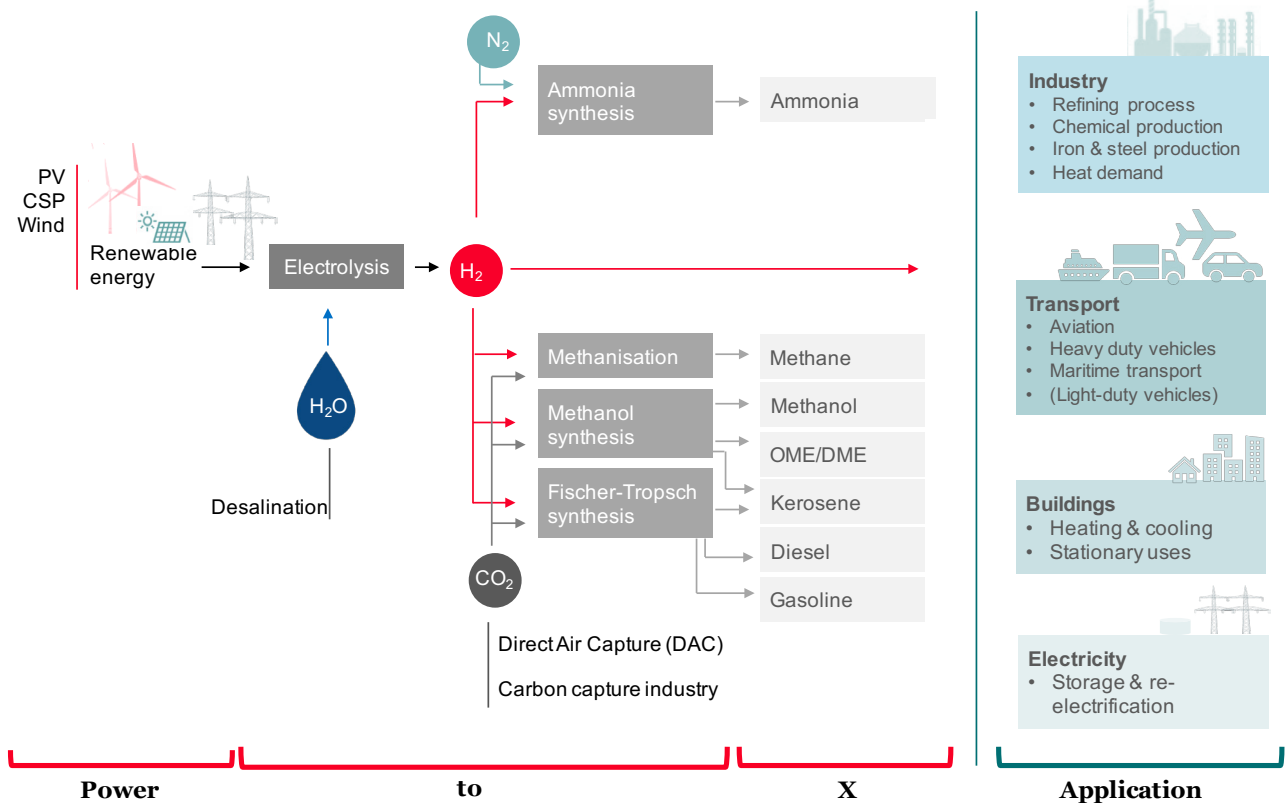 PV
CSP
Wind
Renewable
energy
Electrolysis
H₂O
Desalination
H₂
N₂
Ammonia
synthesis
Ammonia
Methanisation
Methane
Methanol
synthesis
Methanol
OME/DME
Fischer-Tropsch
synthesis
Kerosene
Diesel
Gasoline
CO₂
Direct Air Capture (DAC)
Carbon capture industry
Industry
• Refining process
• Chemical production
• Iron & steel production
• Heat demand
Transport
• Aviation
• Heavy duty vehicles
• Maritime transport
• (Light-duty vehicles)
Buildings
• Heating & cooling
• Stationary uses
Electricity
• Storage & re-
electrification
Power
to
X
Application